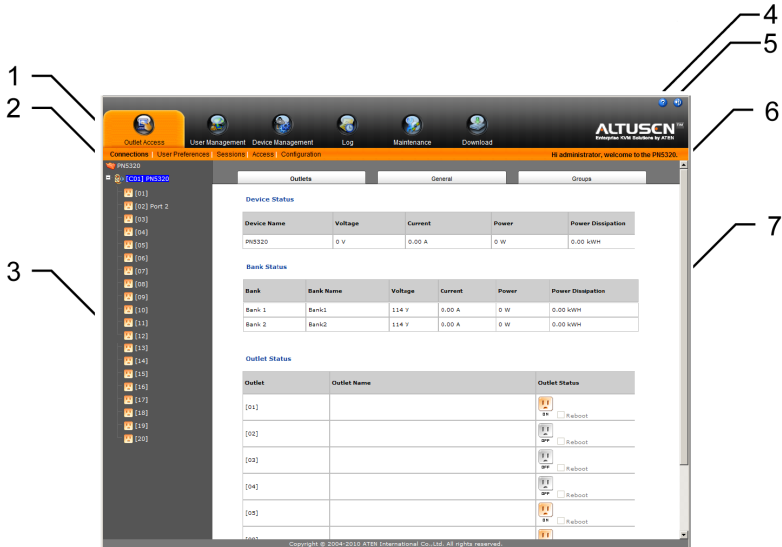 4
5
1
2
6
7
3
Outlet Access User Management Device Management Log Maintenance Download
ALTUSCN™
Enterprise KVM Solutions by ATEN
Connections User Preferences Sessions Access Configuration
Hi administrator, welcome to the PN5320.
PN5320
[C01] PN5320
[01]
[02] Port 2
[03]
[04]
[05]
[06]
[07]
[08]
[09]
[10]
[11]
[12]
[13]
[14]
[15]
[16]
[17]
[18]
[19]
[20]
Outlets General Groups
Device Status
Device Name Voltage Current Power Power Dissipation
PN5320 0 V 0.00 A 0 W 0.00 kWH
Bank Status
Bank Bank Name Voltage Current Power Power Dissipation
Bank 1 Bank1 114 V 0.00 A 0 W 0.00 kWH
Bank 2 Bank2 114 V 0.00 A 0 W 0.00 kWH
Outlet Status
Outlet Outlet Name Outlet Status
[01] ON Reboot
[02] OFF Reboot
[03] OFF Reboot
[04] OFF Reboot
[05] ON Reboot
Copyright © 2004-2010 ATEN International Co.,Ltd. All rights reserved.